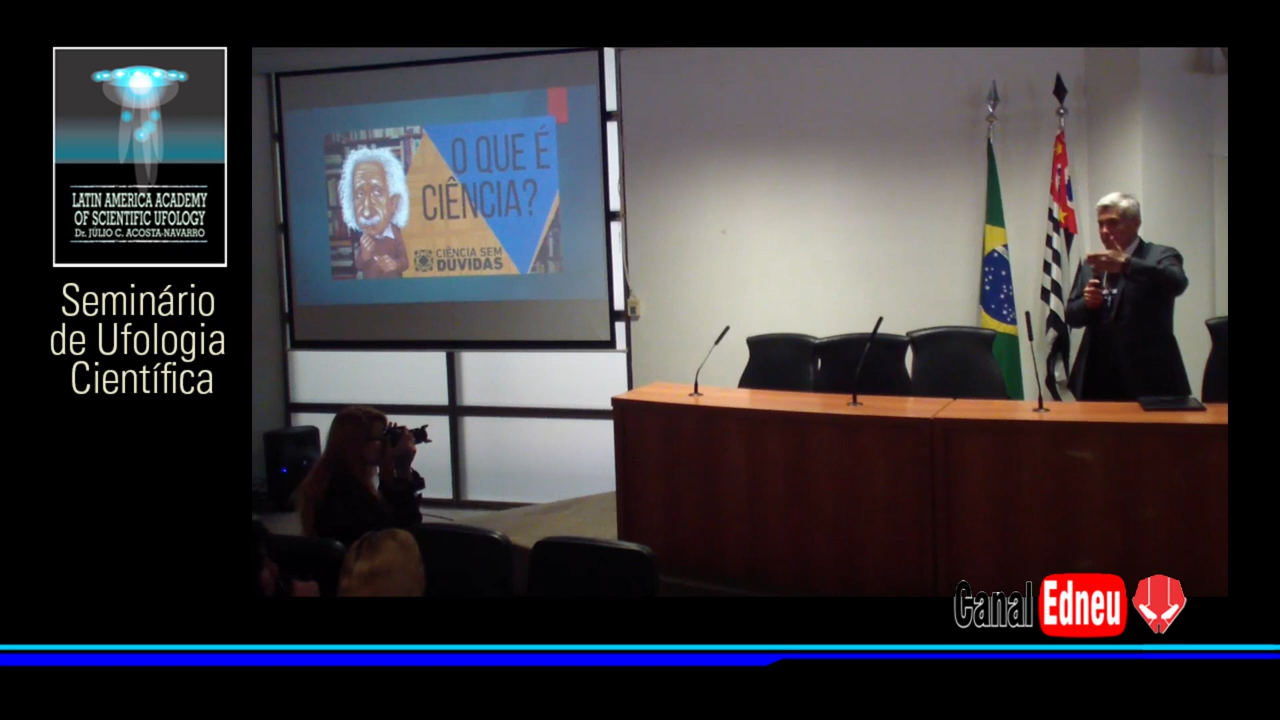 LATIN AMERICA ACADEMY
OF SCIENTIFIC UFOLOGY
Dr. JÚLIO C. ACOSTA-NAVARRO
Seminário
de Ufologia
Científica
O QUE É
CIÊNCIA?
CIÊNCIA SEM
DÚVIDAS
Canal Edneu